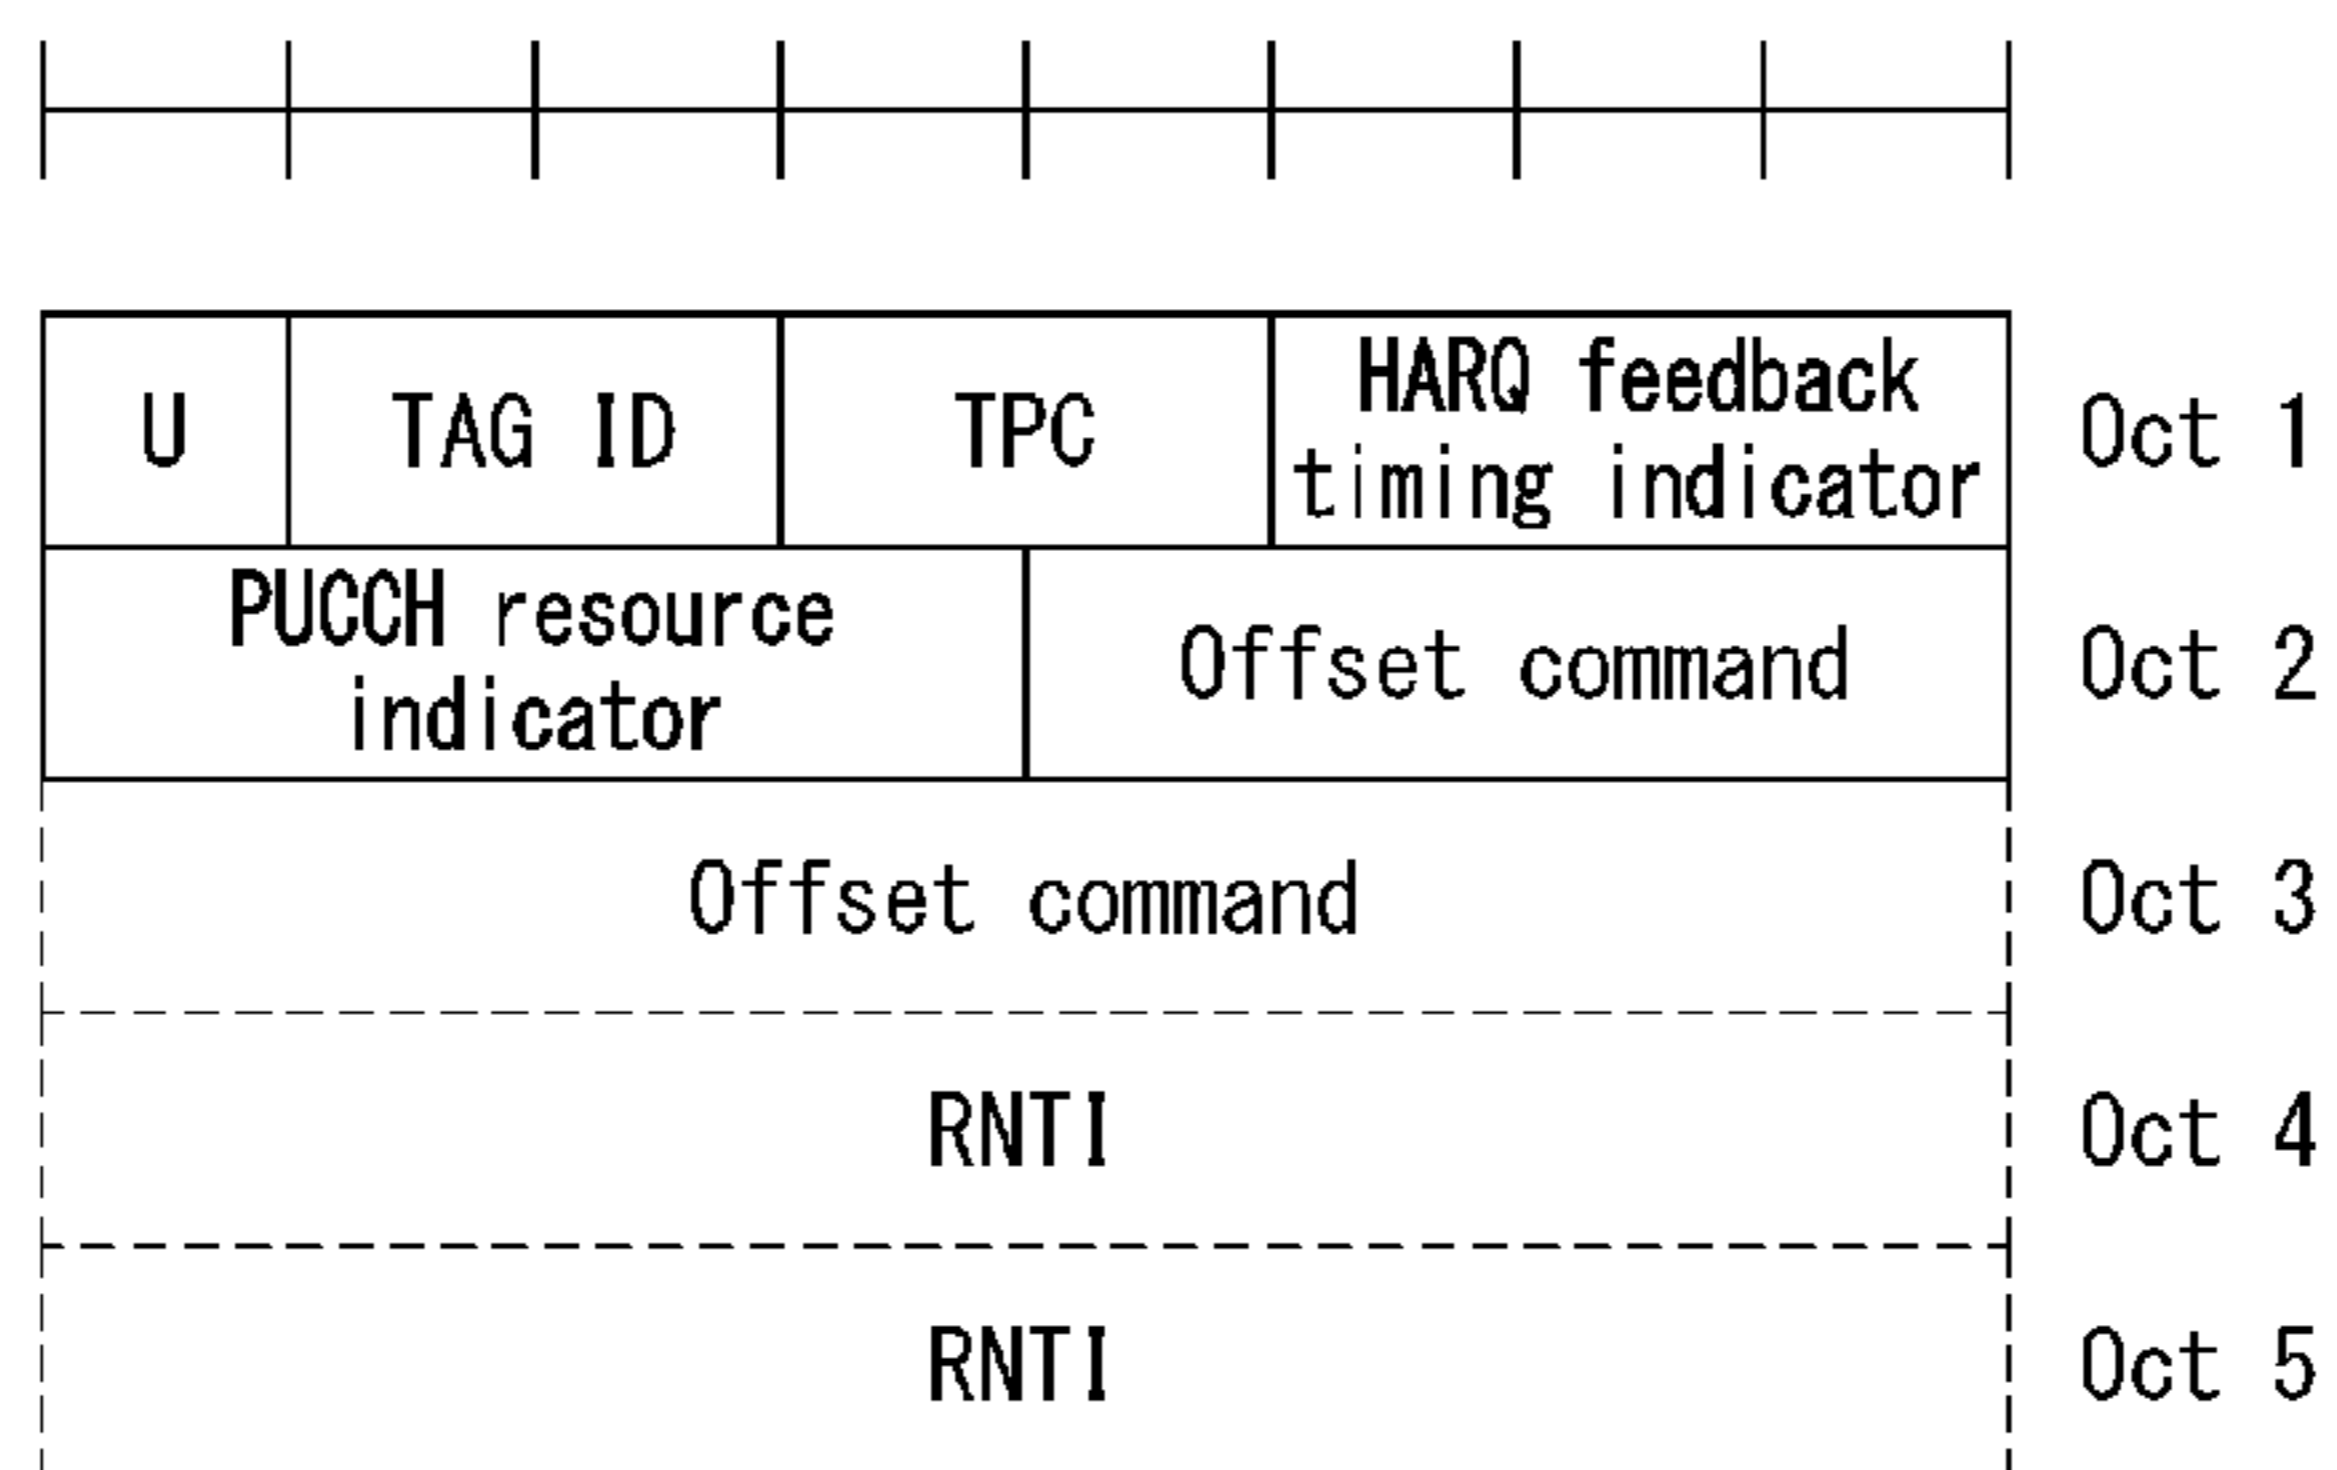 U TAG ID TPC HARQ feedback timing indicator Oct 1
PUCCH resource indicator Offset command Oct 2
Offset command Oct 3
RNTI Oct 4
RNTI Oct 5